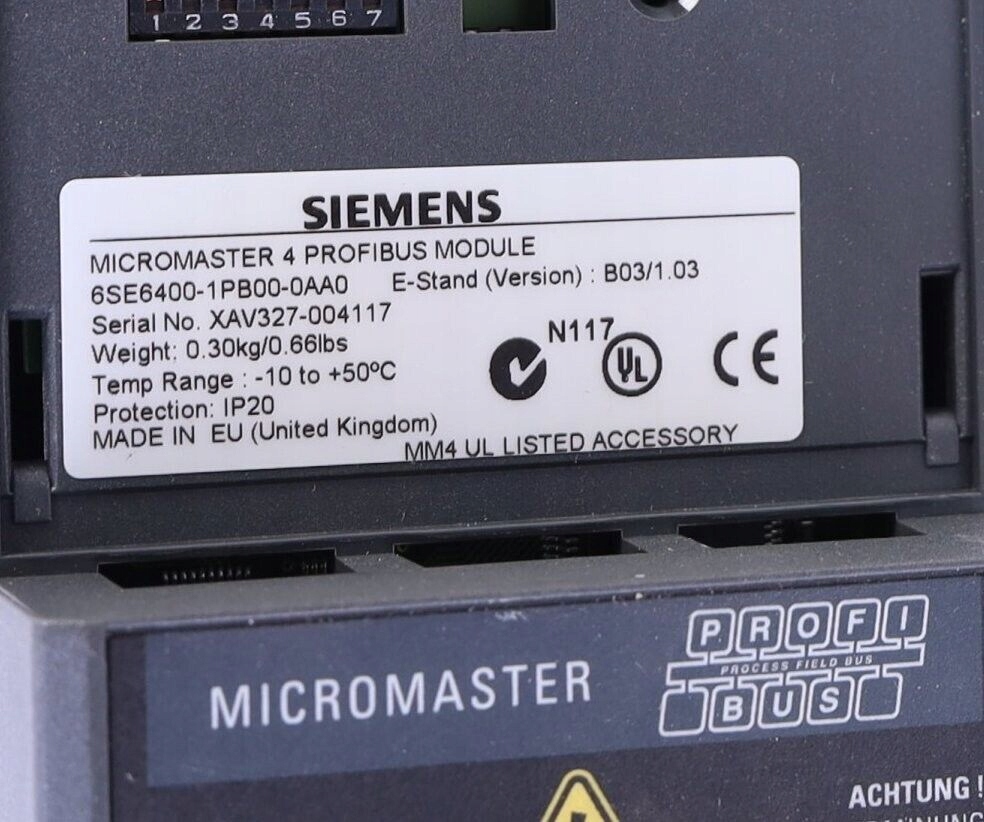 1 2 3 4 5 6 7
SIEMENS
MICROMASTER 4 PROFIBUS MODULE
6SE6400-1PB00-0AA0 E-Stand (Version) : B03/1.03
Serial No. XAV327-004117
Weight: 0.30kg/0.66lbs
N117
UL
CE
Temp Range : -10 to +50ºC
Protection: IP20
MADE IN EU (United Kingdom)
MM4 UL LISTED ACCESSORY
MICROMASTER
PROFI
PROCESS FIELD BUS
BUS
ACHTUNG !